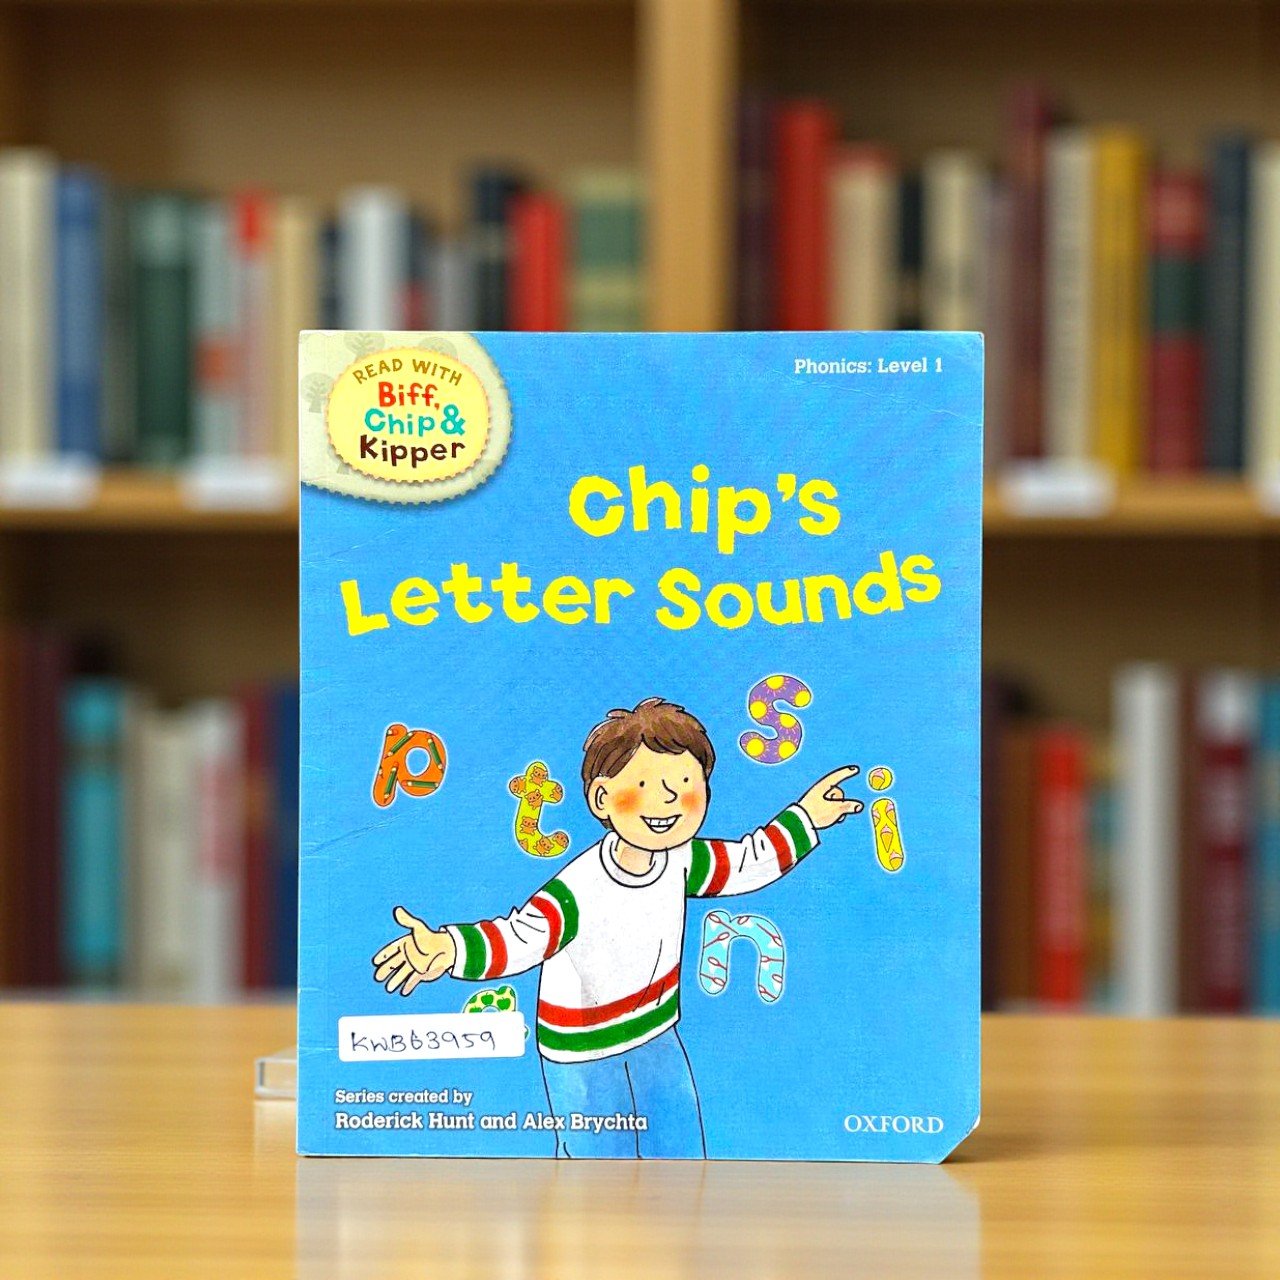 READ WITH
Biff,
Chip &
Kipper
Phonics: Level 1
Chip's
Letter Sounds
p
t
s
i
n
KWB63959
Series created by
Roderick Hunt and Alex Brychta
OXFORD